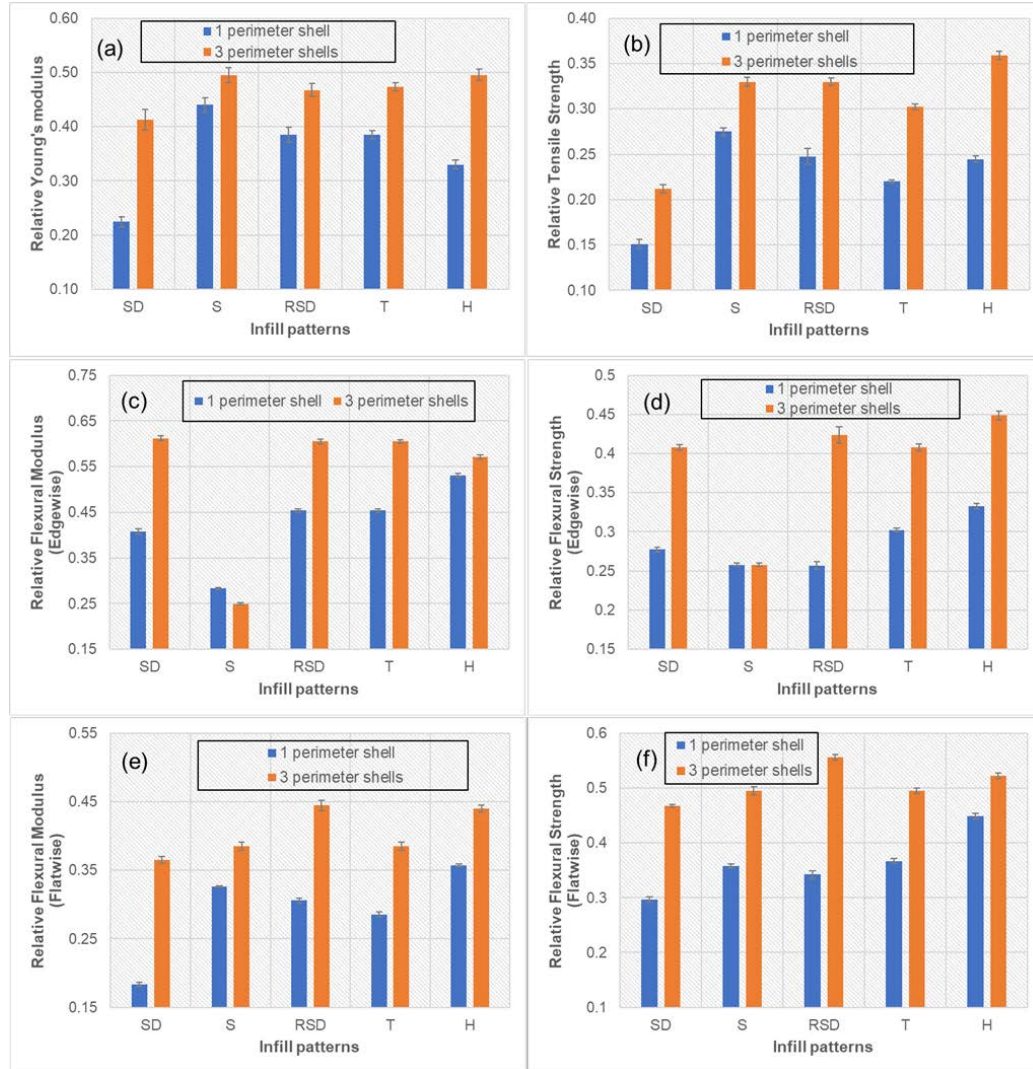 (a)
1 perimeter shell
3 perimeter shells
Relative Young's modulus
0.60
0.50
0.40
0.30
0.20
0.10
SD S RSD T H
Infill patterns
(b)
1 perimeter shell
3 perimeter shells
Relative Tensile Strength
0.40
0.35
0.30
0.25
0.20
0.15
0.10
SD S RSD T H
Infill patterns
(c)
1 perimeter shell 3 perimeter shells
Relative Flexural Modulus
(Edgewise)
0.75
0.65
0.55
0.45
0.35
0.25
0.15
SD S RSD T H
Infill patterns
(d)
1 perimeter shell
3 perimeter shells
Relative Flexural Strength
(Edgewise)
0.5
0.45
0.4
0.35
0.3
0.25
0.2
0.15
SD S RSD T H
Infill patterns
(e)
1 perimeter shell
3 perimeter shells
Relative Flexural Modulus
(Flatwise)
0.55
0.45
0.35
0.25
0.15
SD S RSD T H
Infill patterns
(f)
1 perimeter shell
3 perimeter shells
Relative Flexural Strength
(Flatwise)
0.6
0.5
0.4
0.3
0.2
0.1
SD S RSD T H
Infill patterns